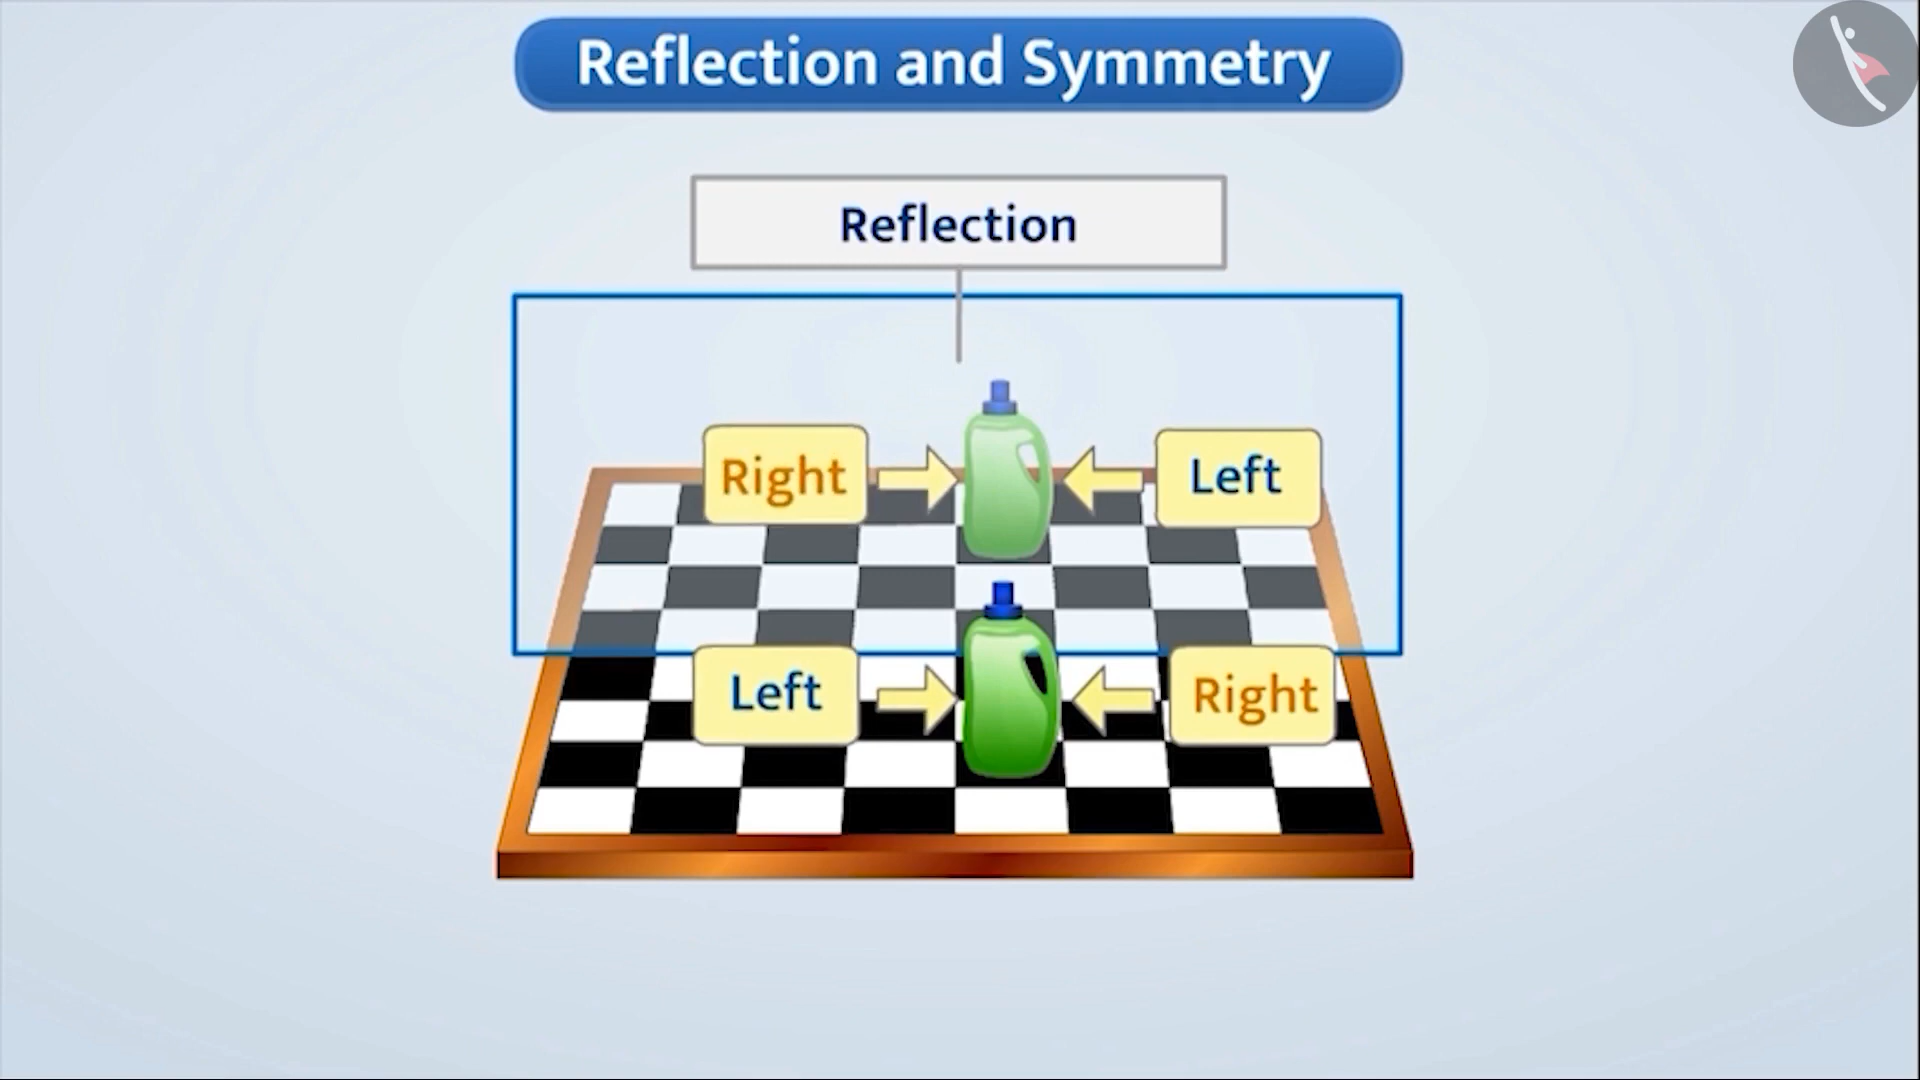 Reflection and Symmetry
Reflection
Right
Left
Left
Right